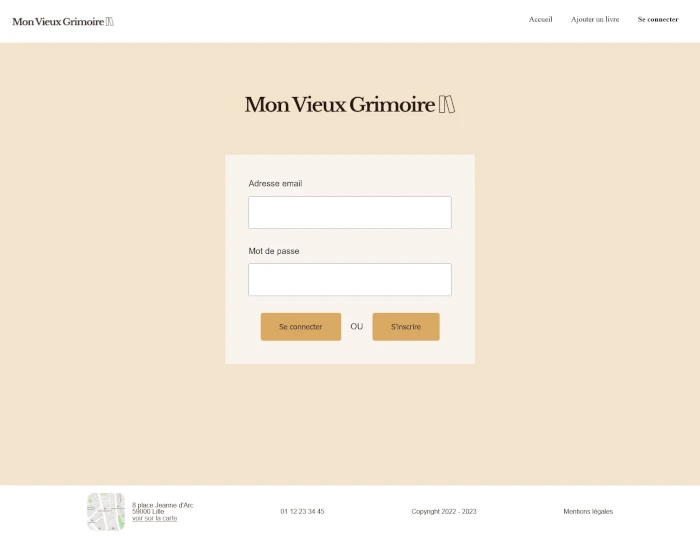 Mon Vieux Grimoire
Accueil
Ajouter un livre
Se connecter
Mon Vieux Grimoire
Adresse email
Mot de passe
Se connecter
OU
S'inscrire
8 place Jeanne d'Arc
59000 Lille
voir sur la carte
01 12 23 34 45
Copyright 2022 - 2023
Mentions légales